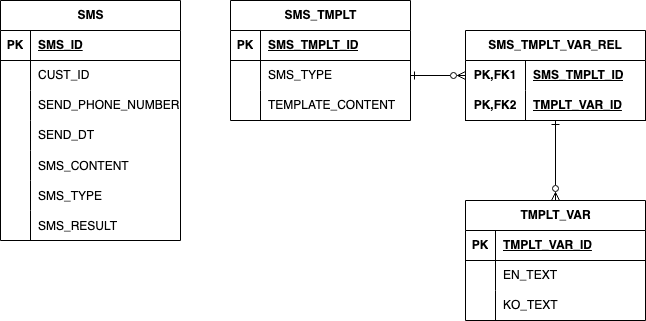 SMS
PK SMS_ID
CUST_ID
SEND_PHONE_NUMBER
SEND_DT
SMS_CONTENT
SMS_TYPE
SMS_RESULT
SMS_TMPLT
PK SMS_TMPLT_ID
SMS_TYPE
TEMPLATE_CONTENT
SMS_TMPLT_VAR_REL
PK,FK1 SMS_TMPLT_ID
PK,FK2 TMPLT_VAR_ID
TMPLT_VAR
PK TMPLT_VAR_ID
EN_TEXT
KO_TEXT